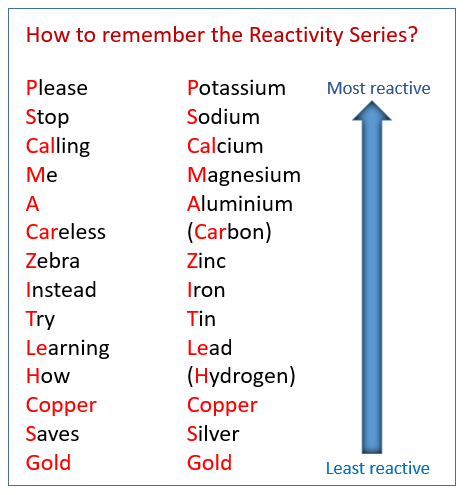 How to remember the Reactivity Series?
Please Potassium Most reactive
Stop Sodium
Calling Calcium
Me Magnesium
A Aluminium
Careless (Carbon)
Zebra Zinc
Instead Iron
Try Tin
Learning Lead
How (Hydrogen)
Copper Copper
Saves Silver
Gold Gold Least reactive